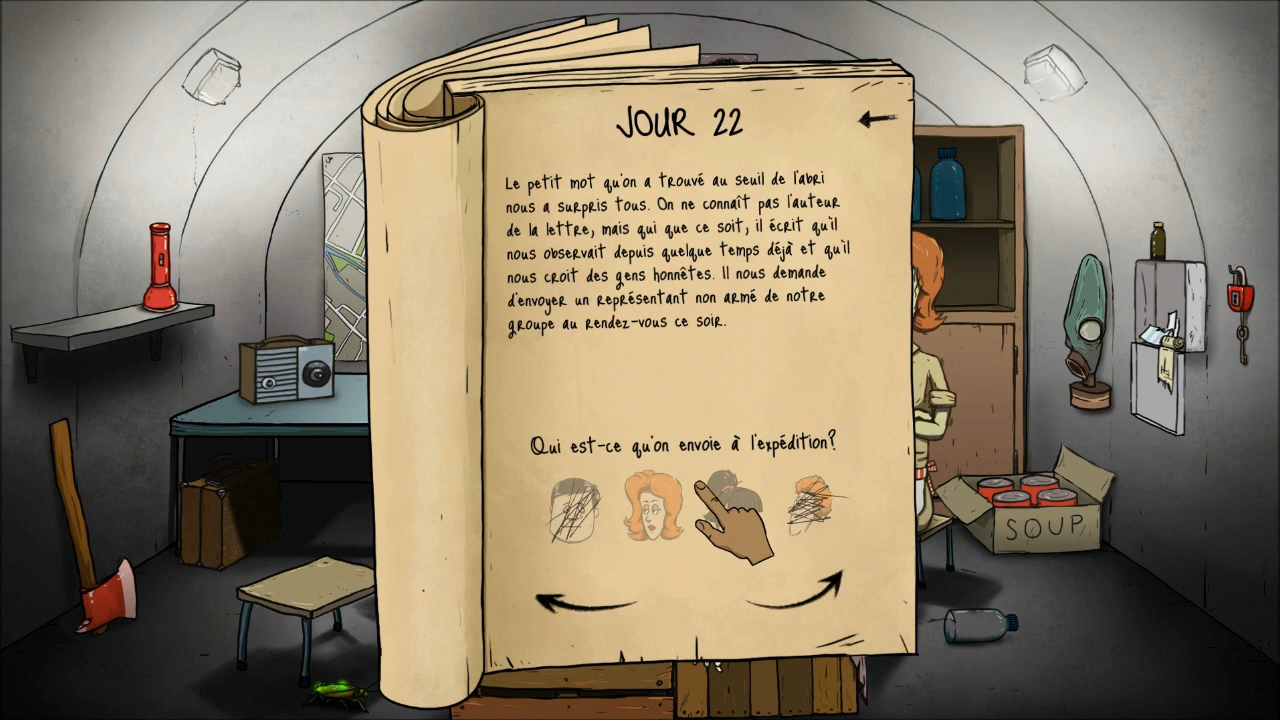 JOUR 22
Le petit mot qu'on a trouvé au seuil de l'abri
nous a surpris tous. On ne connaît pas l'auteur
de la lettre, mais qui que ce soit, il écrit qu'il
nous observait depuis quelque temps déjà et qu'il
nous croit des gens honnêtes. Il nous demande
d'envoyer un représentant non armé de notre
groupe au rendez-vous ce soir.
Qui est-ce qu'on envoie à l'expédition?
SOUP